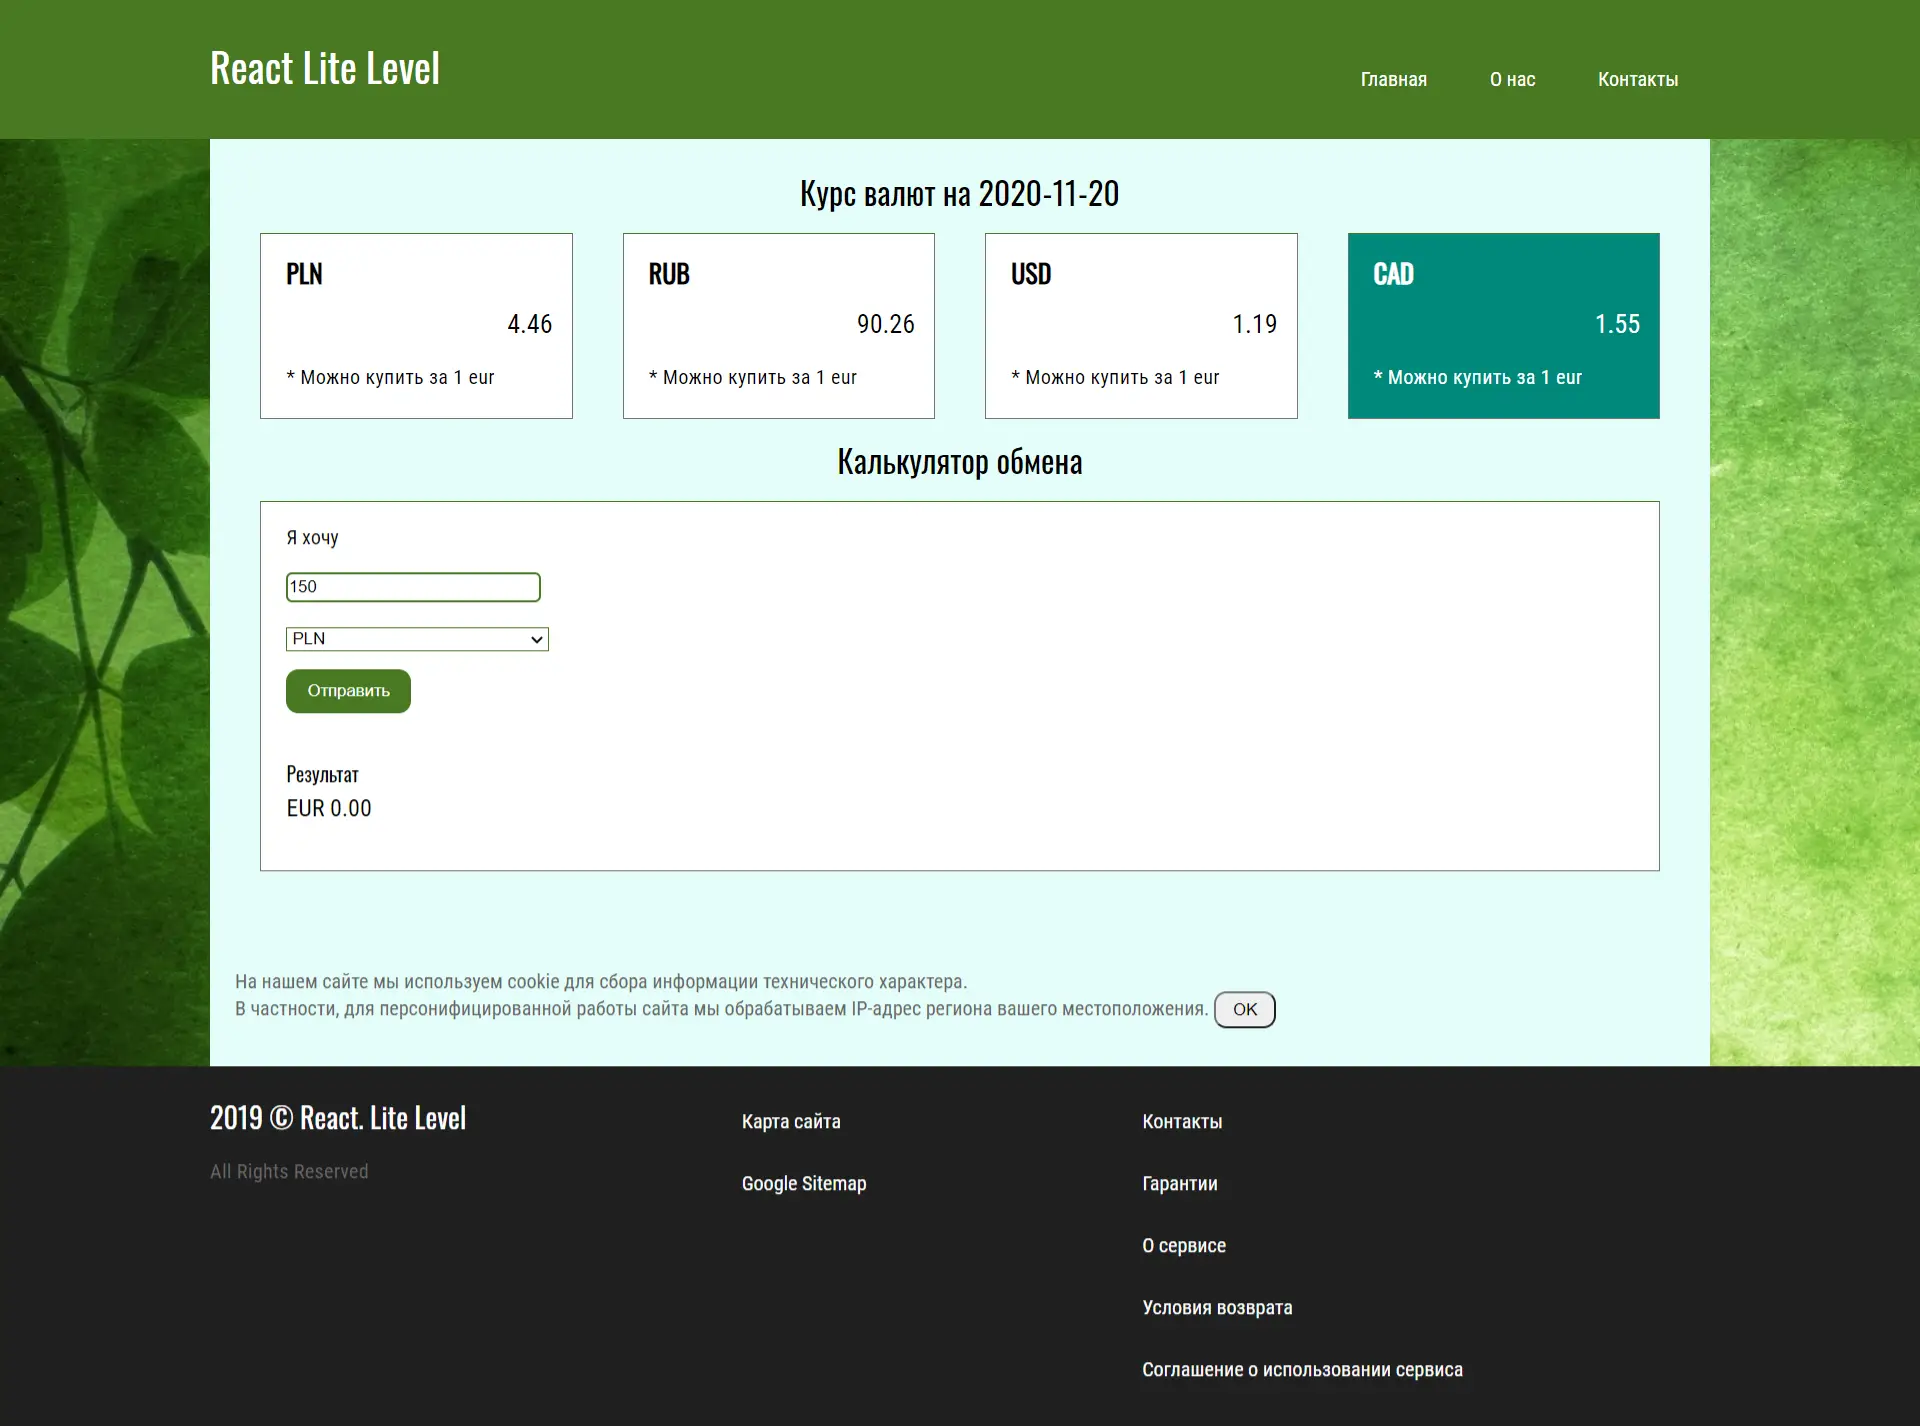 React Lite Level
Главная
О нас
Контакты
Курс валют на 2020-11-20
PLN
4.46
* Можно купить за 1 eur
RUB
90.26
* Можно купить за 1 eur
USD
1.19
* Можно купить за 1 eur
CAD
1.55
* Можно купить за 1 eur
Калькулятор обмена
Я хочу
150
PLN
Отправить
Результат
EUR 0.00
На нашем сайте мы используем cookie для сбора информации технического характера.
В частности, для персонифицированной работы сайта мы обрабатываем IP-адрес региона вашего местоположения. OK
2019 © React. Lite Level
All Rights Reserved
Карта сайта
Google Sitemap
Контакты
Гарантии
О сервисе
Условия возврата
Соглашение о использовании сервиса